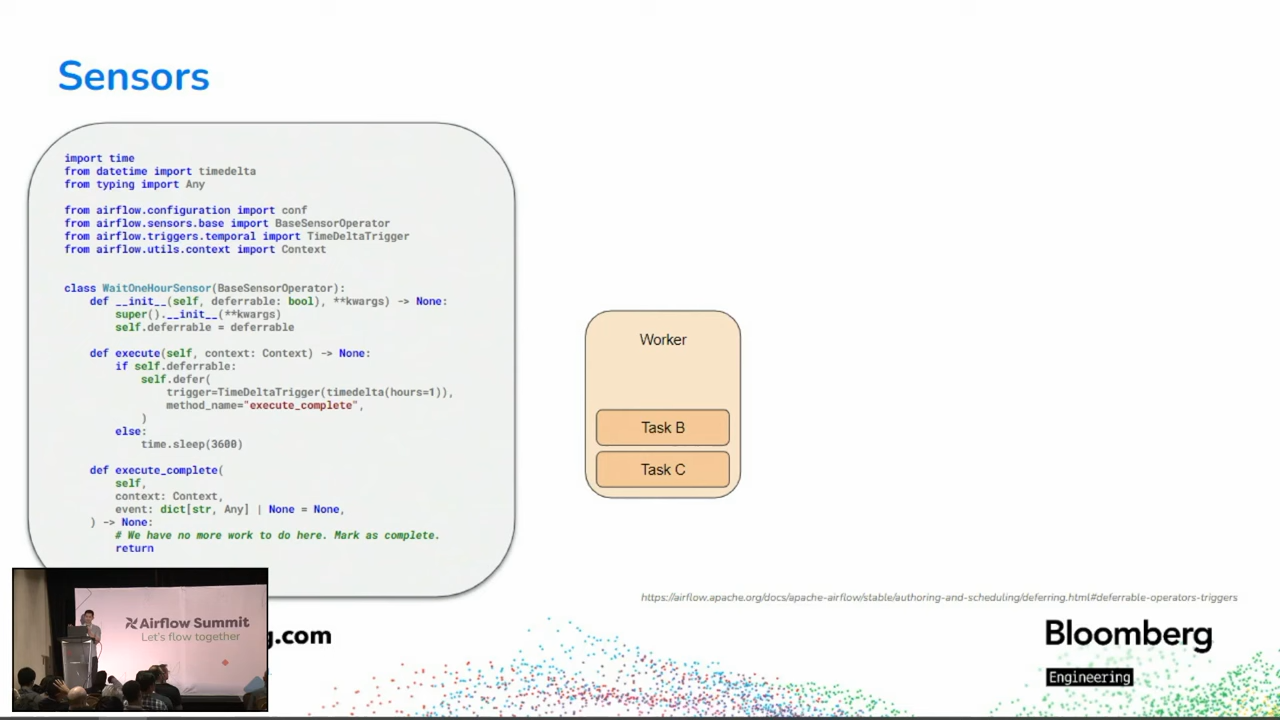 Sensors
import time
from datetime import timedelta
from typing import Any
from airflow.configuration import conf
from airflow.sensors.base import BaseSensorOperator
from airflow.triggers.temporal import TimeDeltaTrigger
from airflow.utils.context import Context
class WaitOneHourSensor(BaseSensorOperator):
def __init__(self, deferrable: bool), **kwargs) -> None:
super().__init__(**kwargs)
self.deferrable = deferrable
def execute(self, context: Context) -> None:
if self.deferrable:
self.defer(
trigger=TimeDeltaTrigger(timedelta(hours=1)),
method_name="execute_complete",
)
else:
time.sleep(3600)
def execute_complete(
self,
context: Context,
event: dict[str, Any] | None = None,
) -> None:
# We have no more work to do here. Mark as complete.
return
Worker
Task B
Task C
https://airflow.apache.org/docs/apache-airflow/stable/authoring-and-scheduling/deferring.html#deferrable-operators-triggers
Airflow Summit
Let's flow together
g.com
Bloomberg
Engineering